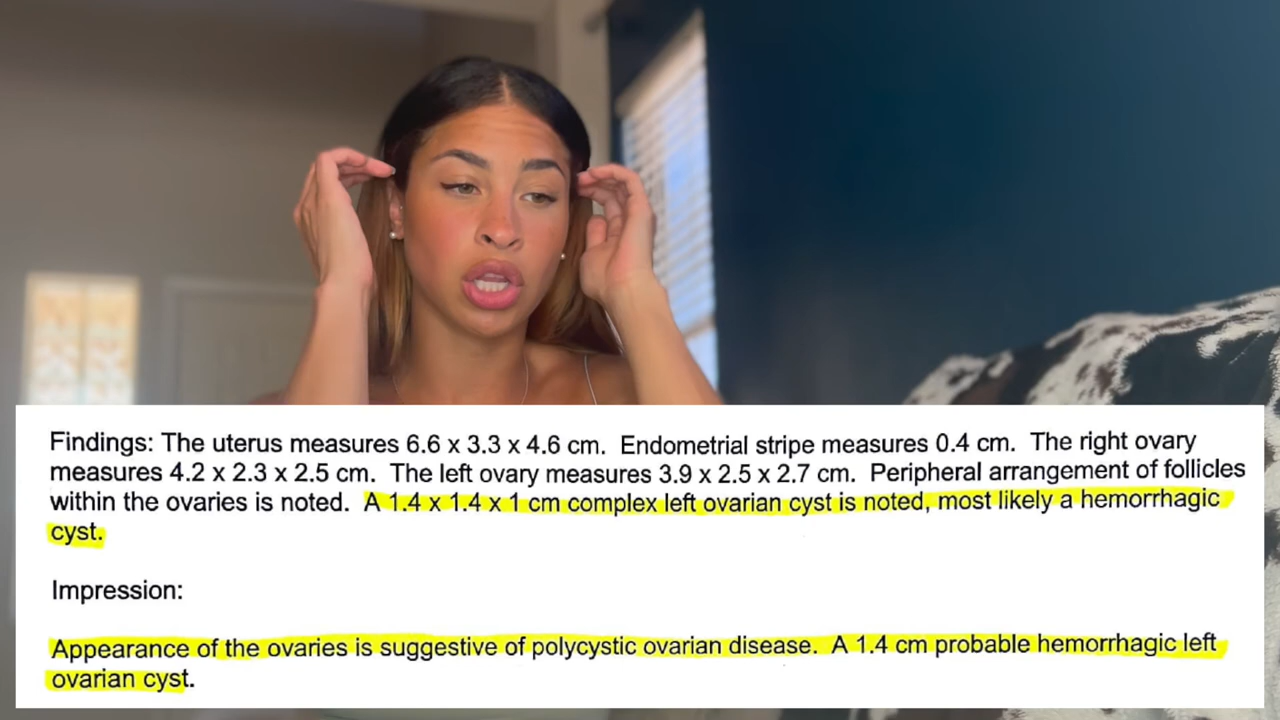 Findings: The uterus measures 6.6 x 3.3 x 4.6 cm. Endometrial stripe measures 0.4 cm. The right ovary
measures 4.2 x 2.3 x 2.5 cm. The left ovary measures 3.9 x 2.5 x 2.7 cm. Peripheral arrangement of follicles
within the ovaries is noted. A 1.4 x 1.4 x 1 cm complex left ovarian cyst is noted, most likely a hemorrhagic
cyst.
Impression:
Appearance of the ovaries is suggestive of polycystic ovarian disease. A 1.4 cm probable hemorrhagic left
ovarian cyst.